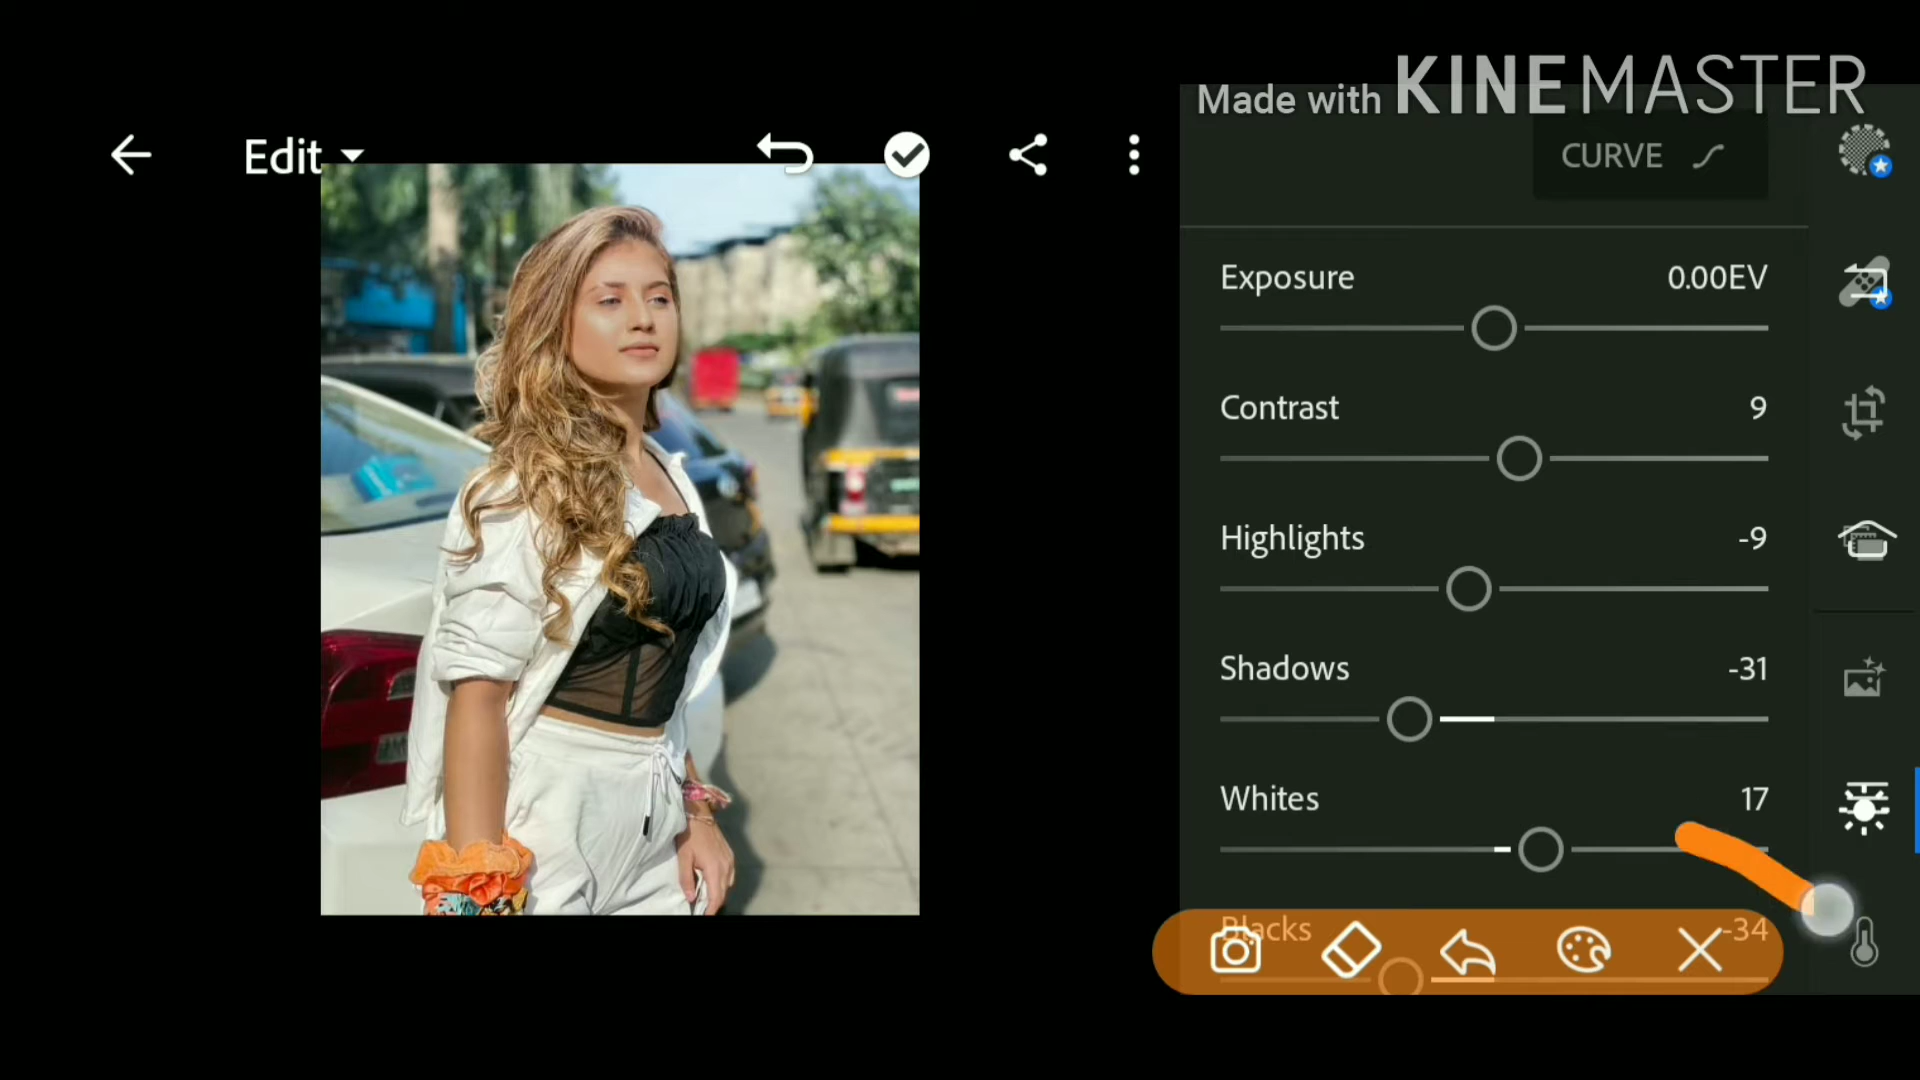 Made with KINEMASTER
Edit
CURVE
Exposure 0.00EV
Contrast 9
Highlights -9
Shadows -31
Whites 17
Blacks -34